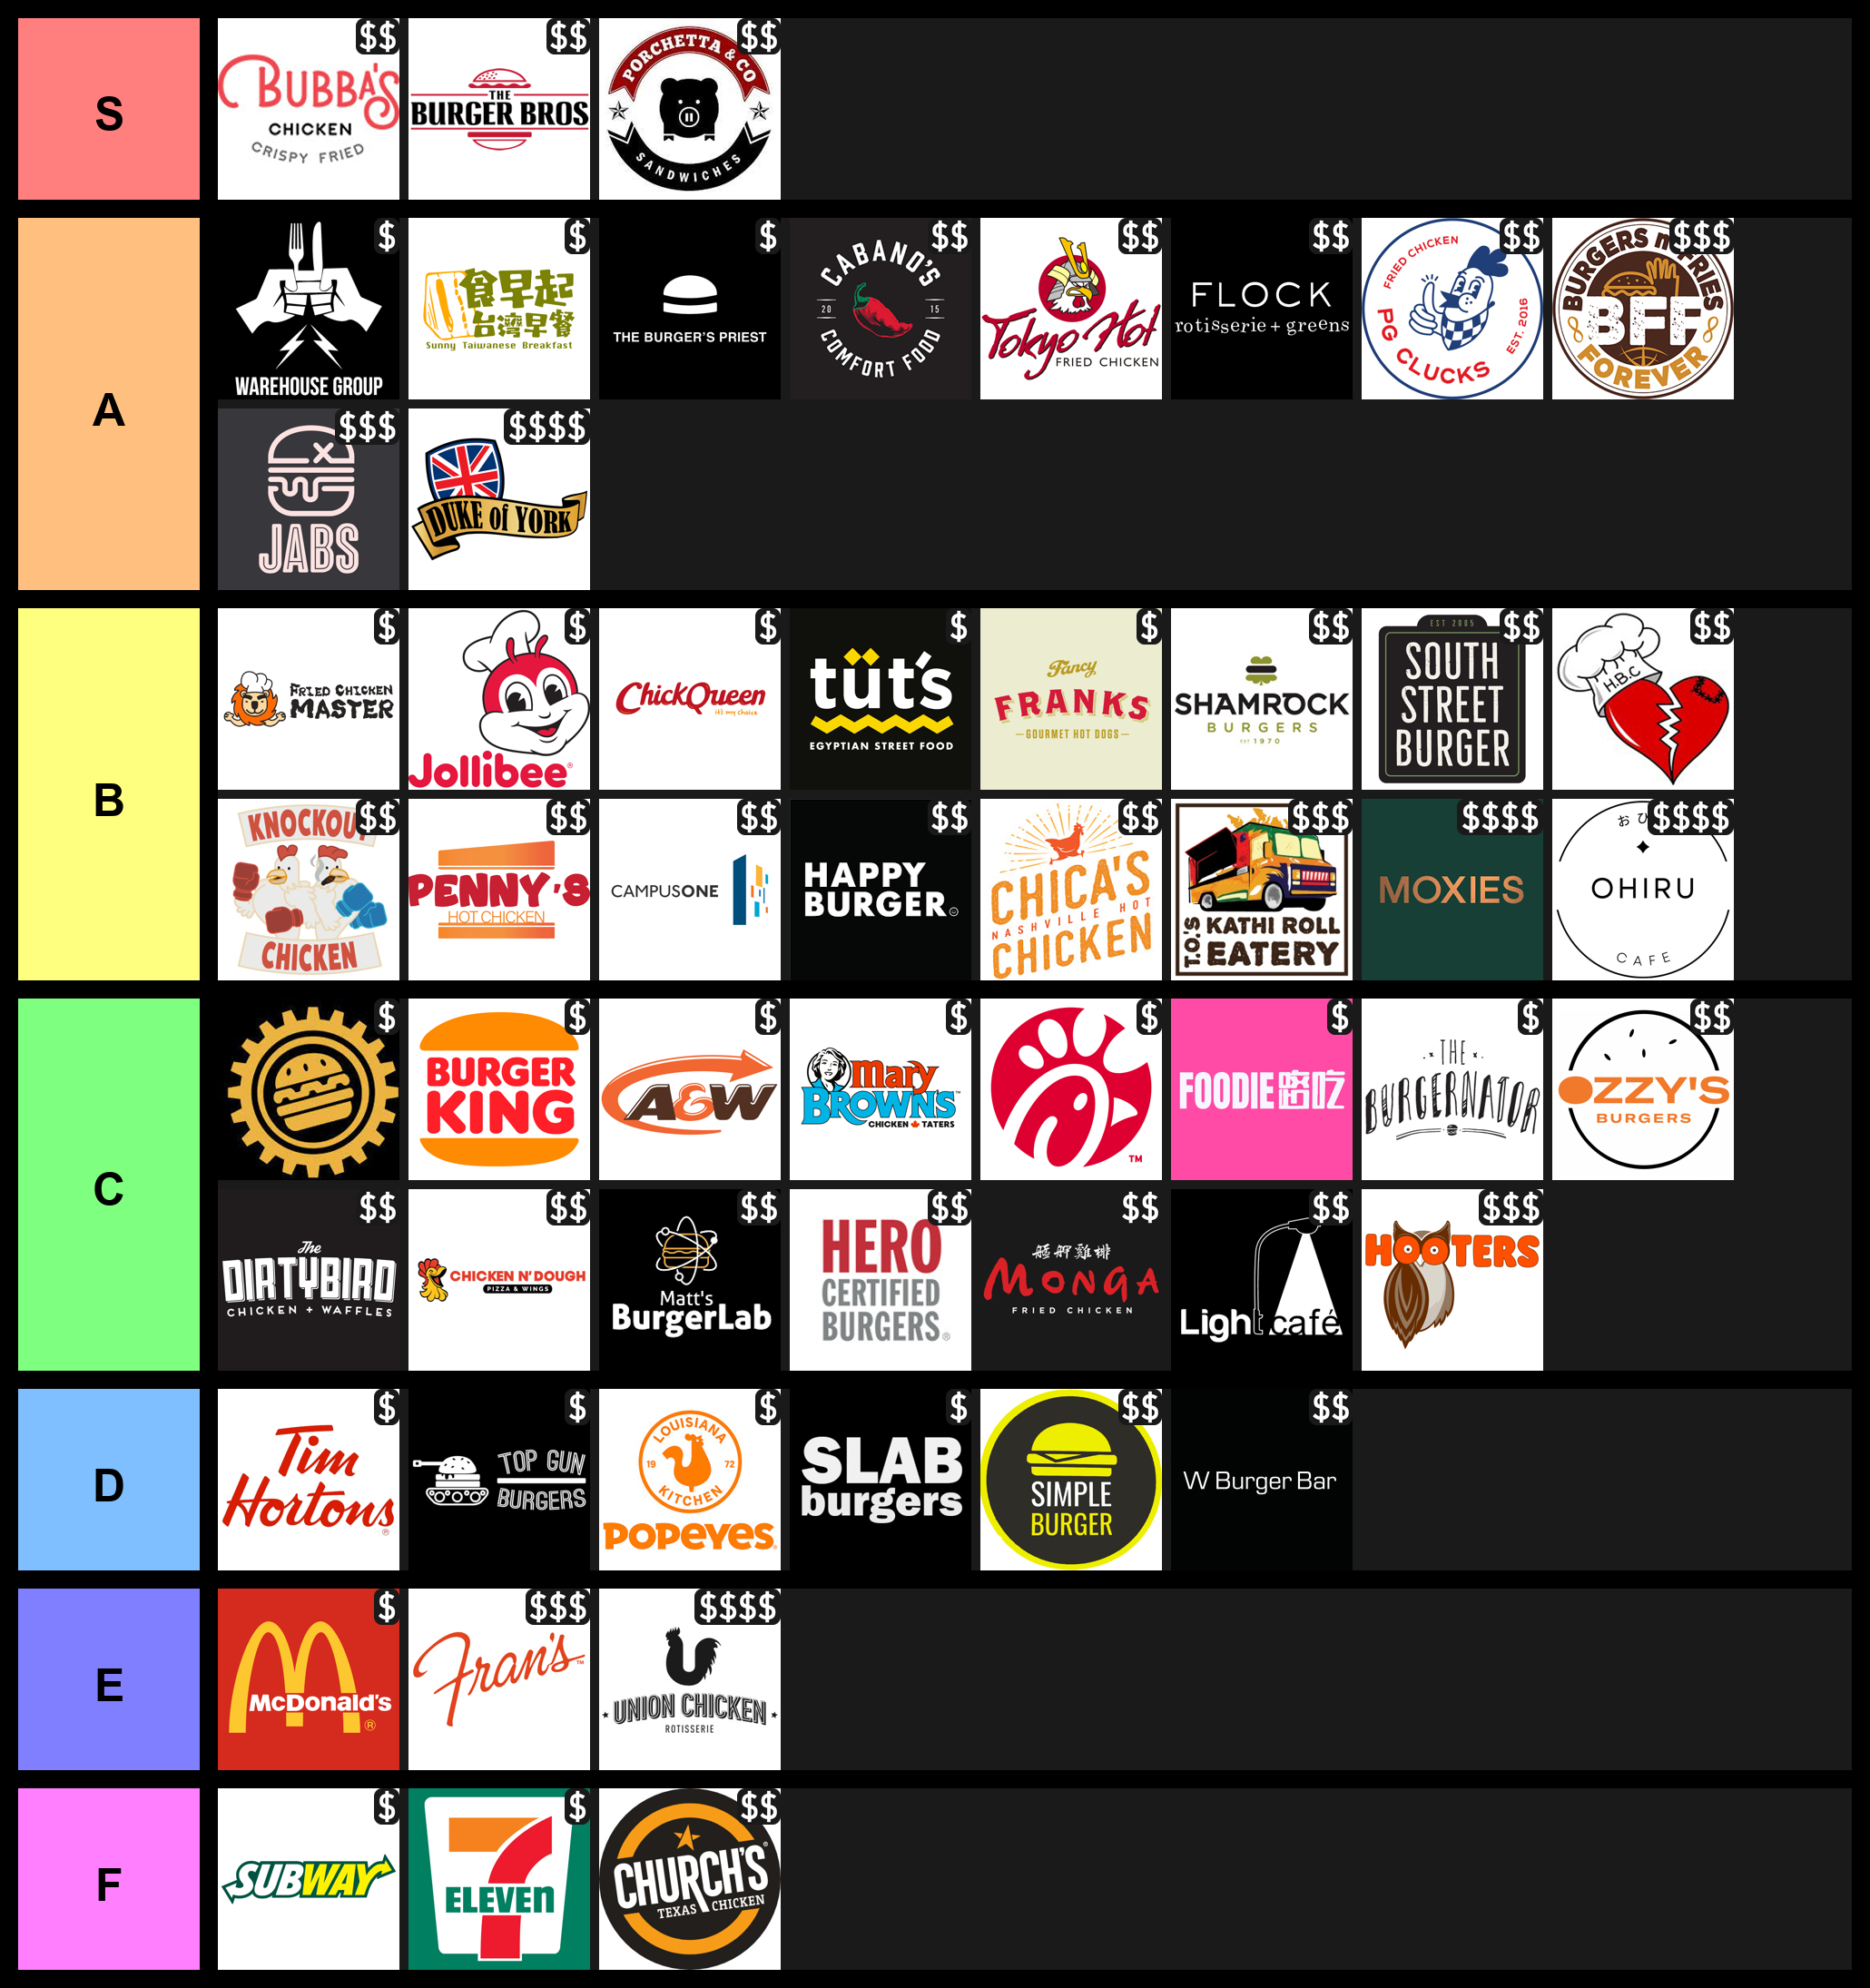 S
$$
BUBBA'S
CHICKEN
CRISPY FRIED
$$
THE
BURGER BROS
$$
PORCHETTA & CO
SANDWICHES
A
$
WAREHOUSE GROUP
$
食早起
台灣早餐
Sunny Taiwanese Breakfast
$
THE BURGER'S PRIEST
$$
CABANO'S
20 15
COMFORT FOOD
$$
Tokyo Hot
FRIED CHICKEN
$$
FLOCK
rotisserie + greens
$$
FRIED CHICKEN
PG CLUCKS
EST. 2016
$$$
BURGERS n' FRIES
BFF
FOREVER
$$$
JABS
$$$$
DUKE of YORK
B
$
FRIED CHICKEN
MASTER
$
Jollibee®
$
ChickQueen
it's my choice
$
tüt's
EGYPTIAN STREET FOOD
$
Fancy
FRANKS
GOURMET HOT DOGS
$$
SHAMROCK
BURGERS
EST 1970
$$
EST 2005
SOUTH
STREET
BURGER
$$
H.B.C
$$
KNOCKOUT
CHICKEN
$$
PENNY'S
HOT CHICKEN
$$
CAMPUSONE
$$
HAPPY
BURGER
$$
CHICA'S
NASHVILLE HOT
CHICKEN
$$$
T.O.'S KATHI ROLL
EATERY
$$$$
MOXIES
$$$$
おひ
OHIRU
CAFE
C
$
$
BURGER
KING
$
A&W
$
mary
BROWN'S™
CHICKEN TATERS
$
™
$
FOODIE
$
THE
BURGERNATOR
$$
OZZY'S
BURGERS
$$
The
DIRTYBIRD
CHICKEN + WAFFLES
$$
CHICKEN N' DOUGH
PIZZA & WINGS
$$
Matt's
BurgerLab
$$
HERO
CERTIFIED
BURGERS®
$$
艋舺雞排
MONGA
FRIED CHICKEN
$$
Light café
$$$
HOOTERS
D
$
Tim
Hortons®
$
TOP GUN
BURGERS
$
LOUISIANA
19 72
KITCHEN
POPEYES
$
SLAB
burgers
$$
SIMPLE
BURGER
$$
W Burger Bar
E
$
McDonald's
®
$$$
Fran's™
$$$$
UNION CHICKEN
ROTISSERIE
F
$
SUBWAY
$
7
ELEVEn
$$
CHURCH'S
TEXAS CHICKEN